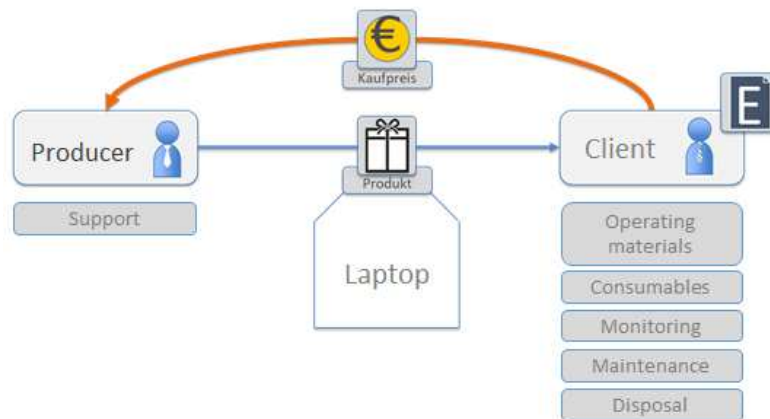 €
Kaufpreis
E
Producer
Produkt
Client
Support
Laptop
Operating
materials
Consumables
Monitoring
Maintenance
Disposal